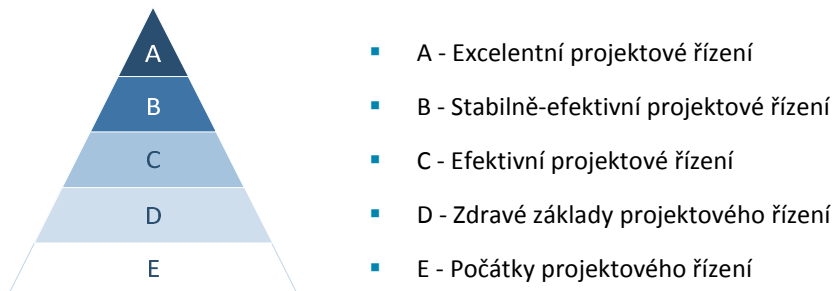 A
B
C
D
E
▪ A - Excelentní projektové řízení
▪ B - Stabilně-efektivní projektové řízení
▪ C - Efektivní projektové řízení
▪ D - Zdravé základy projektového řízení
▪ E - Počátky projektového řízení